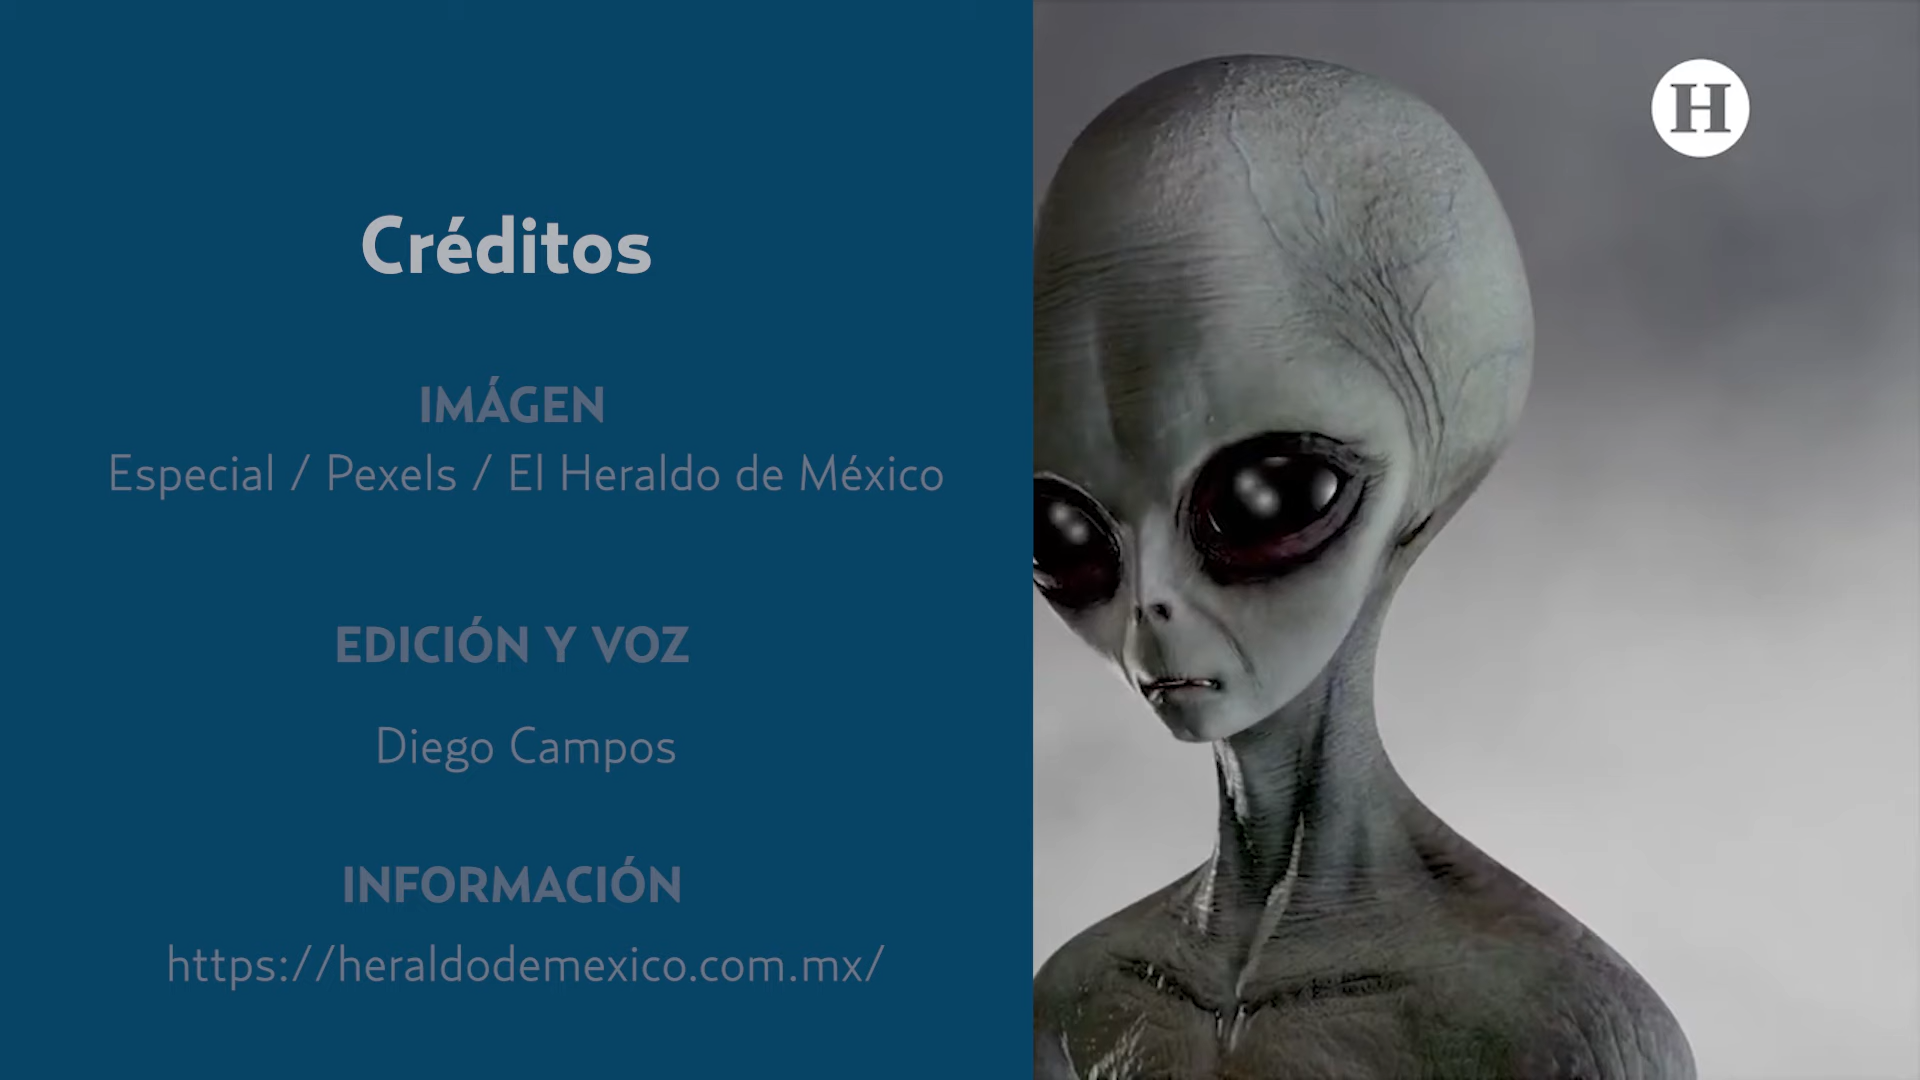 H
Créditos
IMÁGEN
Especial / Pexels / El Heraldo de México
EDICIÓN Y VOZ
Diego Campos
INFORMACIÓN
https://heraldodemexico.com.mx/